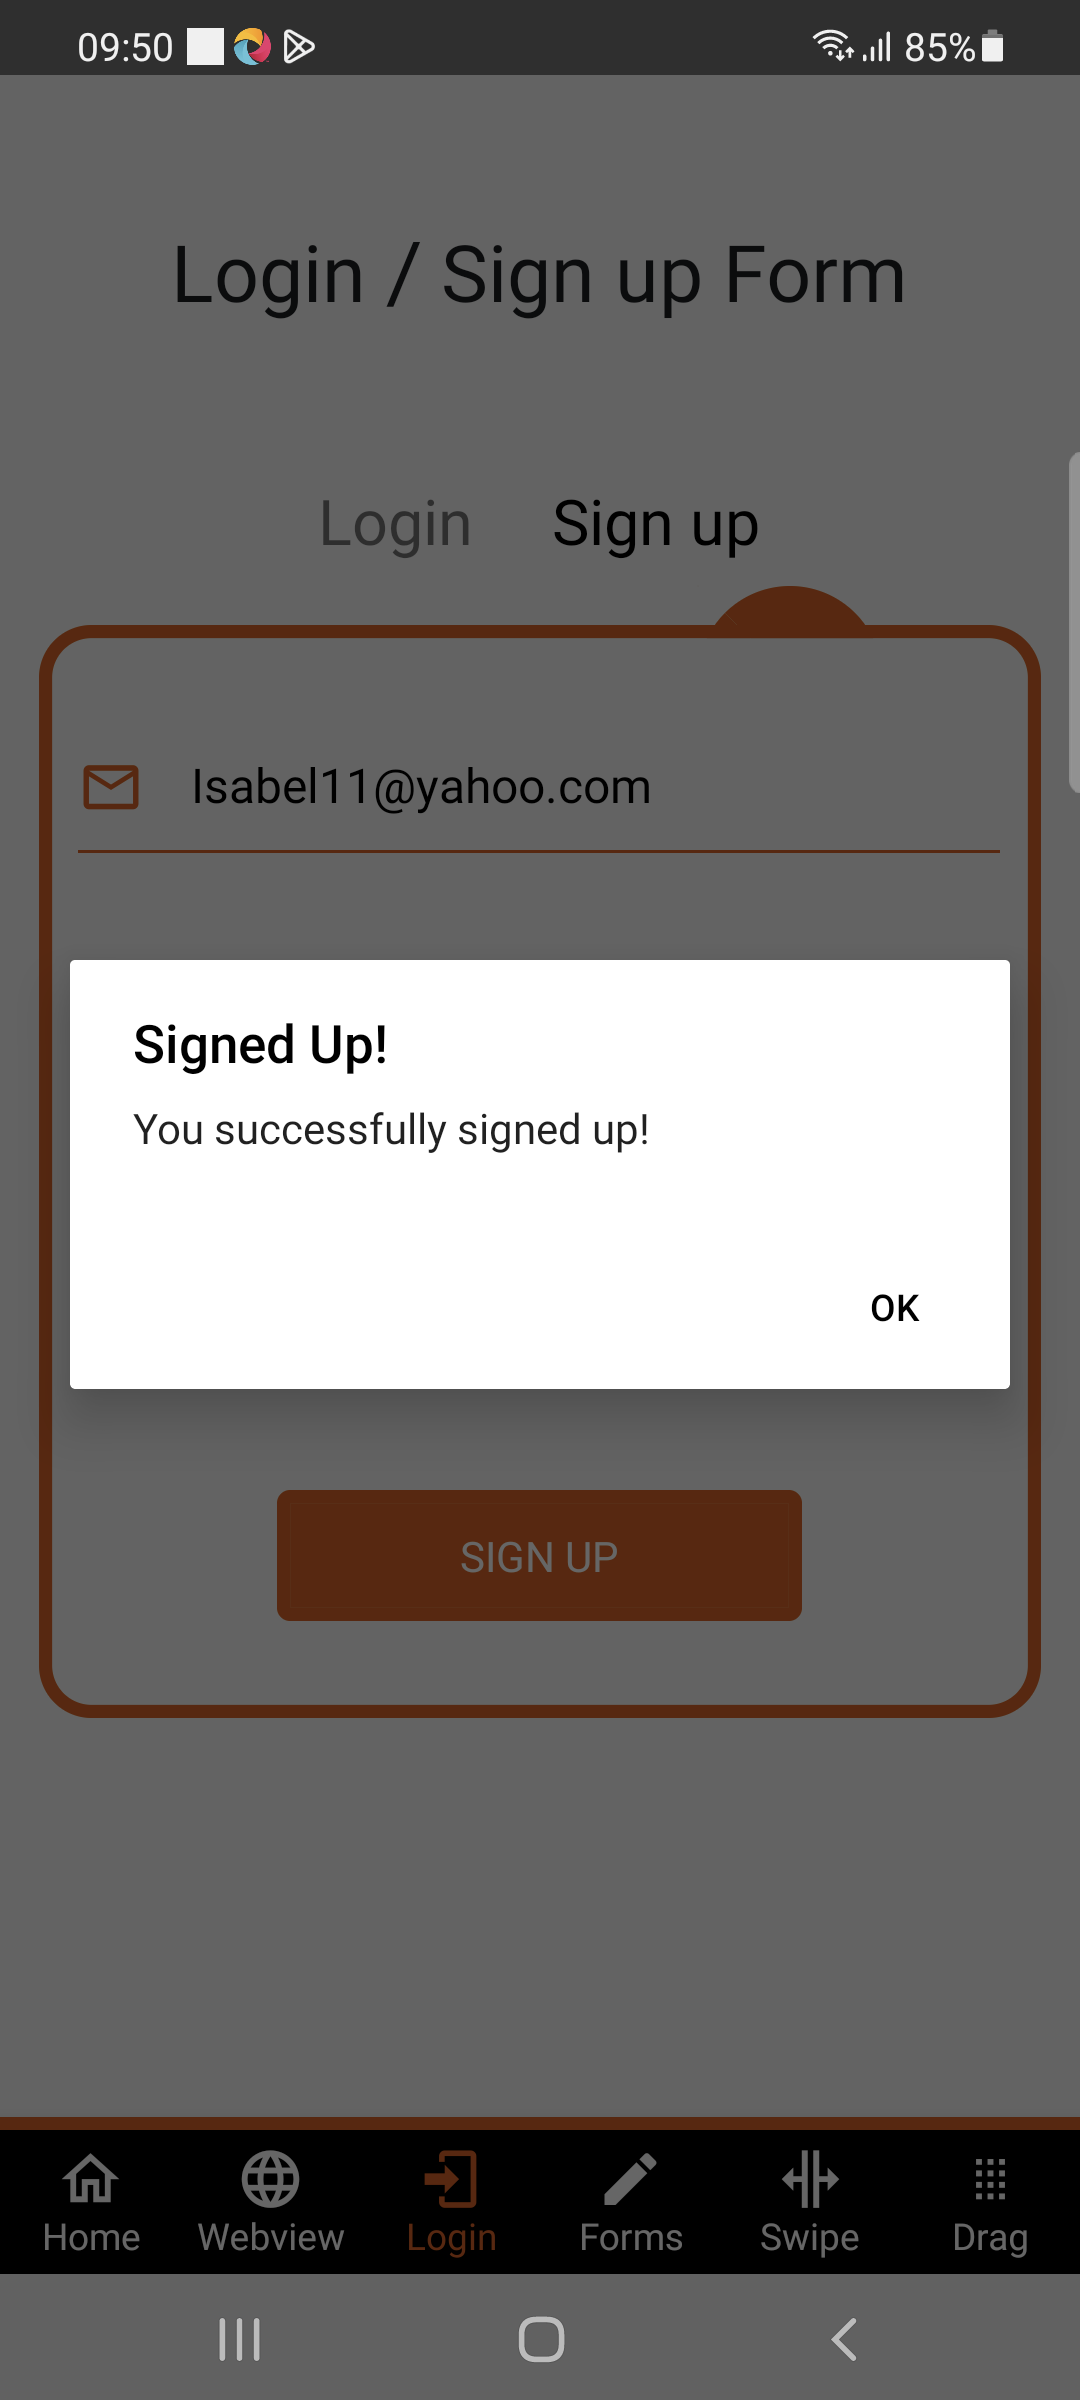 09:50 85%
Login / Sign up Form
Login Sign up
Isabel11@yahoo.com
Signed Up!
You successfully signed up!
OK
SIGN UP
Home Webview Login Forms Swipe Drag